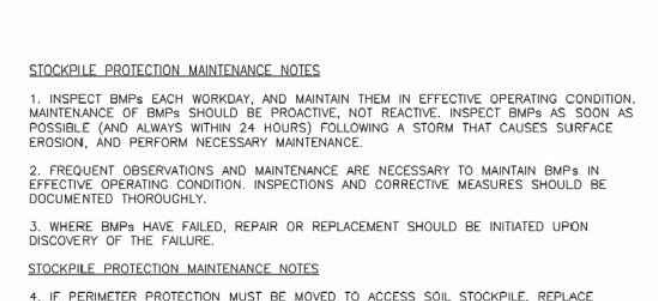 STOCKPILE PROTECTION MAINTENANCE NOTES
1. INSPECT BMPs EACH WORKDAY, AND MAINTAIN THEM IN EFFECTIVE OPERATING CONDITION.
MAINTENANCE OF BMPs SHOULD BE PROACTIVE, NOT REACTIVE. INSPECT BMPs AS SOON AS
POSSIBLE (AND ALWAYS WITHIN 24 HOURS) FOLLOWING A STORM THAT CAUSES SURFACE
EROSION, AND PERFORM NECESSARY MAINTENANCE.
2. FREQUENT OBSERVATIONS AND MAINTENANCE ARE NECESSARY TO MAINTAIN BMPs IN
EFFECTIVE OPERATING CONDITION. INSPECTIONS AND CORRECTIVE MEASURES SHOULD BE
DOCUMENTED THOROUGHLY.
3. WHERE BMPs HAVE FAILED, REPAIR OR REPLACEMENT SHOULD BE INITIATED UPON
DISCOVERY OF THE FAILURE.
STOCKPILE PROTECTION MAINTENANCE NOTES
4. IF PERIMETER PROTECTION MUST BE MOVED TO ACCESS SOIL STOCKPILE, REPLACE